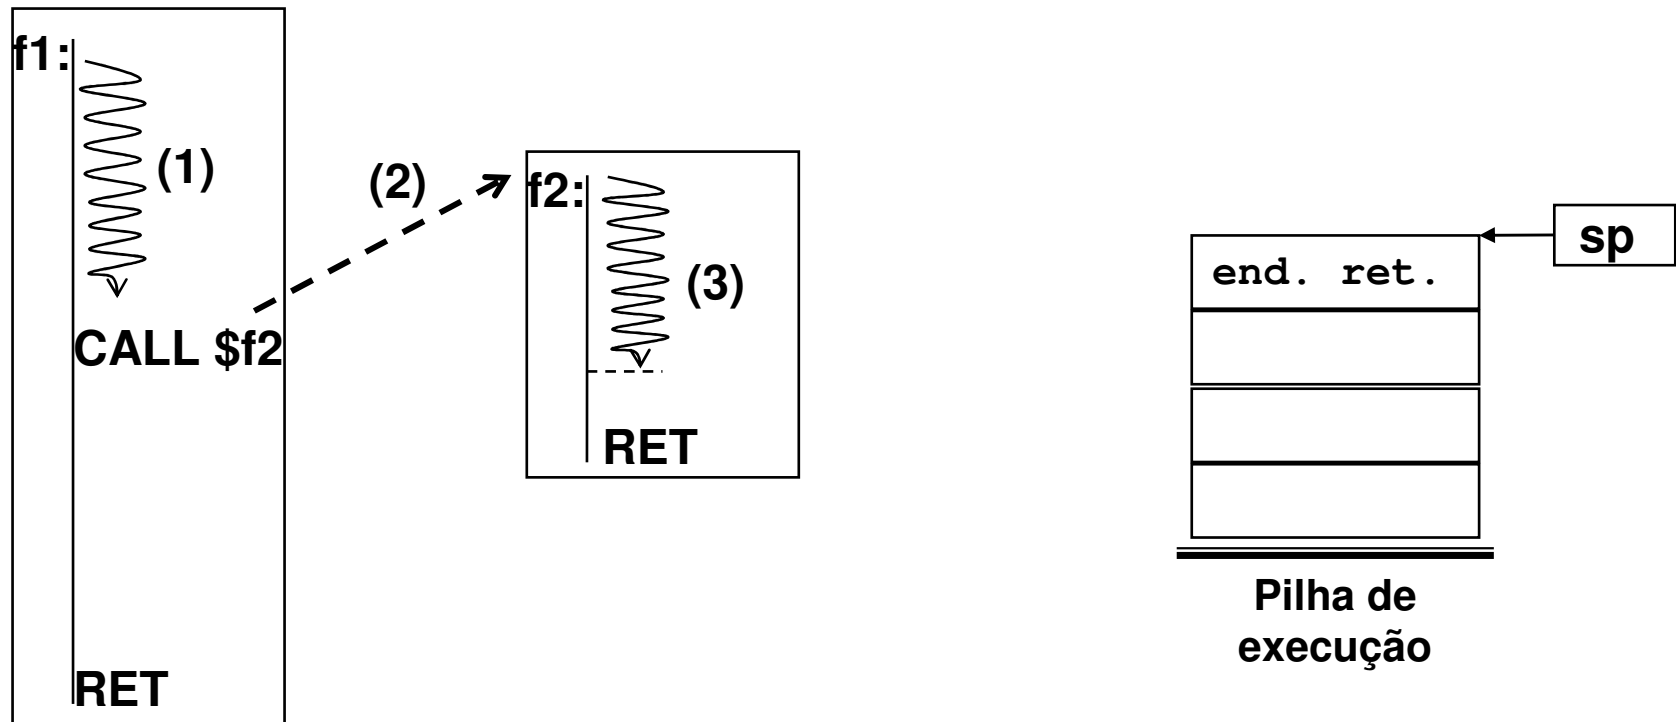 f1:
(1)
CALL $f2
RET
(2)
f2:
(3)
RET
end. ret.
sp
Pilha de
execução